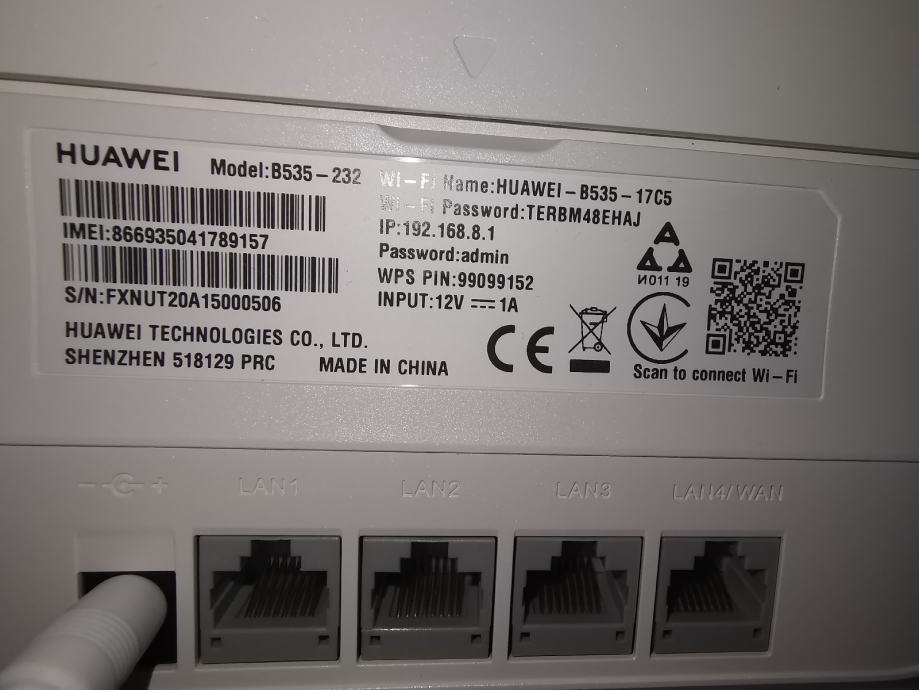 HUAWEI Model:B535-232
IMEI:866935041789157
S/N:FXNUT20A15000506
HUAWEI TECHNOLOGIES CO., LTD.
SHENZHEN 518129 PRC MADE IN CHINA
Wi-Fi Name:HUAWEI-B535-17C5
Wi-Fi Password:TERBM48EHAJ
IP:192.168.8.1
Password:admin
WPS PIN:99099152
INPUT:12V ⎓ 1A
CE
И011 19
Scan to connect Wi-Fi
LAN1 LAN2 LAN3 LAN4/WAN